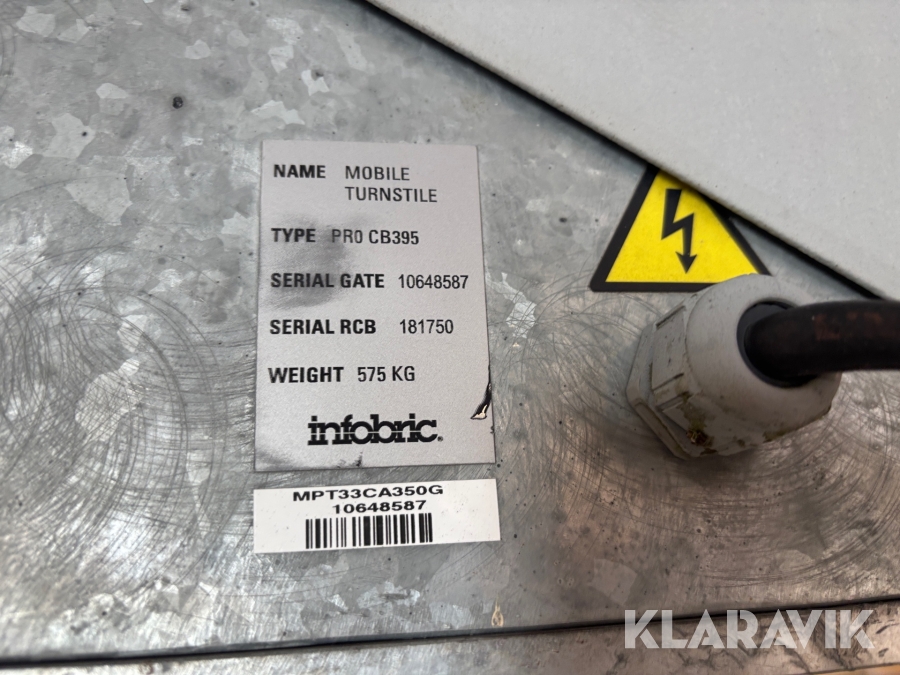 NAME MOBILE
TURNSTILE
TYPE PRO CB395
SERIAL GATE 10648587
SERIAL RCB 181750
WEIGHT 575 KG
infobric®
MPT33CA350G
10648587
KLARAVIK